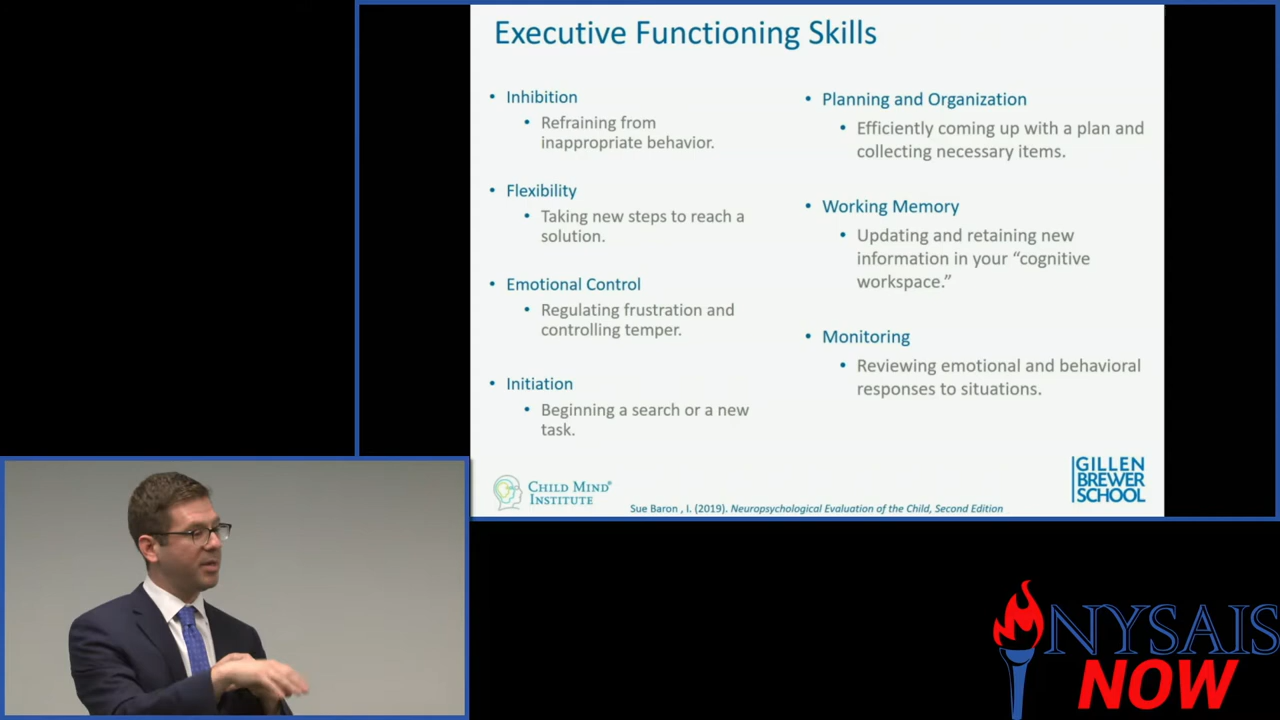 Executive Functioning Skills
• Inhibition
• Refraining from
inappropriate behavior.
• Flexibility
• Taking new steps to reach a
solution.
• Emotional Control
• Regulating frustration and
controlling temper.
• Initiation
• Beginning a search or a new
task.
• Planning and Organization
• Efficiently coming up with a plan and
collecting necessary items.
• Working Memory
• Updating and retaining new
information in your “cognitive
workspace.”
• Monitoring
• Reviewing emotional and behavioral
responses to situations.
CHILD MIND®
INSTITUTE
Sue Baron , I. (2019). Neuropsychological Evaluation of the Child, Second Edition
GILLEN
BREWER
SCHOOL
NYSAIS
NOW